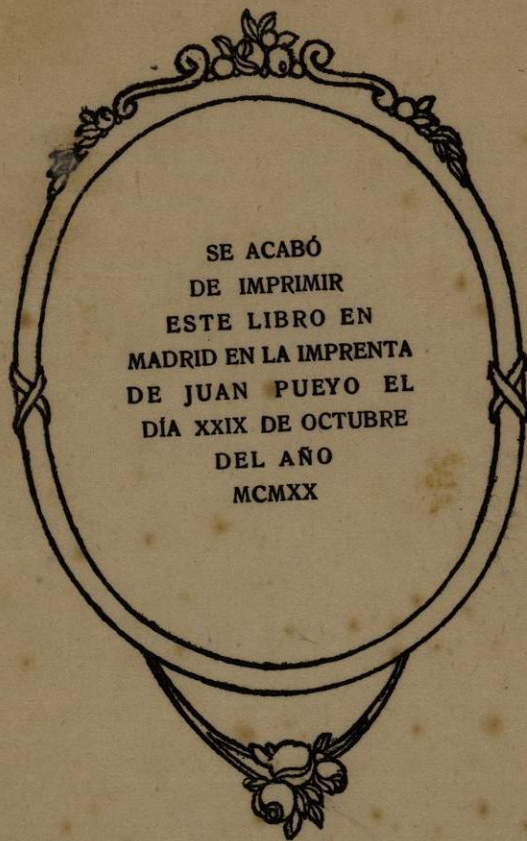 SE ACABÓ
DE IMPRIMIR
ESTE LIBRO EN
MADRID EN LA IMPRENTA
DE JUAN PUEYO EL
DÍA XXIX DE OCTUBRE
DEL AÑO
MCMXX